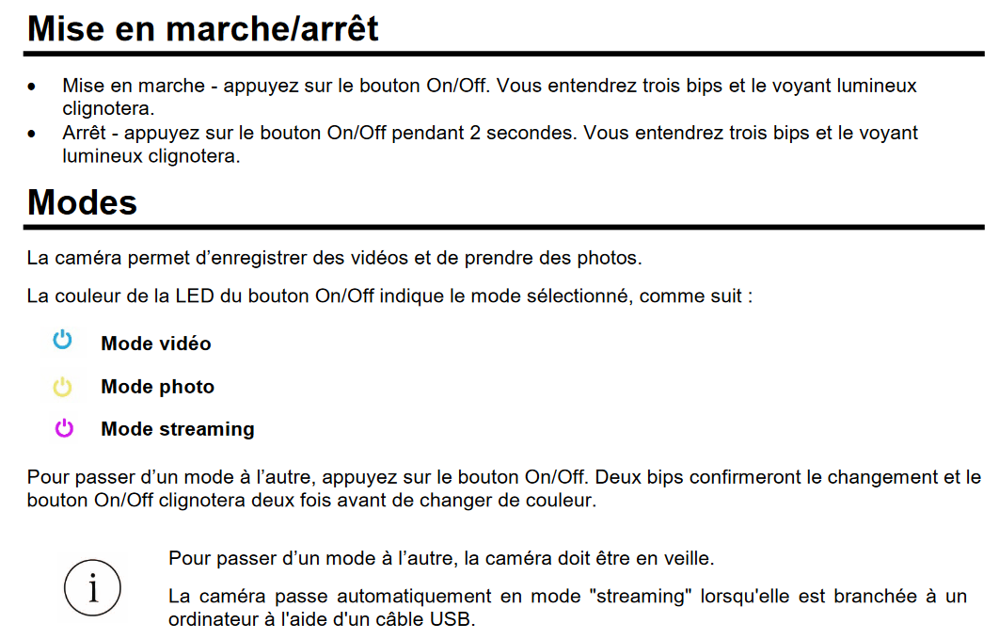 Mise en marche/arrêt
• Mise en marche - appuyez sur le bouton On/Off. Vous entendrez trois bips et le voyant lumineux
clignotera.
• Arrêt - appuyez sur le bouton On/Off pendant 2 secondes. Vous entendrez trois bips et le voyant
lumineux clignotera.
Modes
La caméra permet d’enregistrer des vidéos et de prendre des photos.
La couleur de la LED du bouton On/Off indique le mode sélectionné, comme suit :
Mode vidéo
Mode photo
Mode streaming
Pour passer d’un mode à l’autre, appuyez sur le bouton On/Off. Deux bips confirmeront le changement et le
bouton On/Off clignotera deux fois avant de changer de couleur.
i
Pour passer d’un mode à l’autre, la caméra doit être en veille.
La caméra passe automatiquement en mode "streaming" lorsqu'elle est branchée à un
ordinateur à l'aide d'un câble USB.